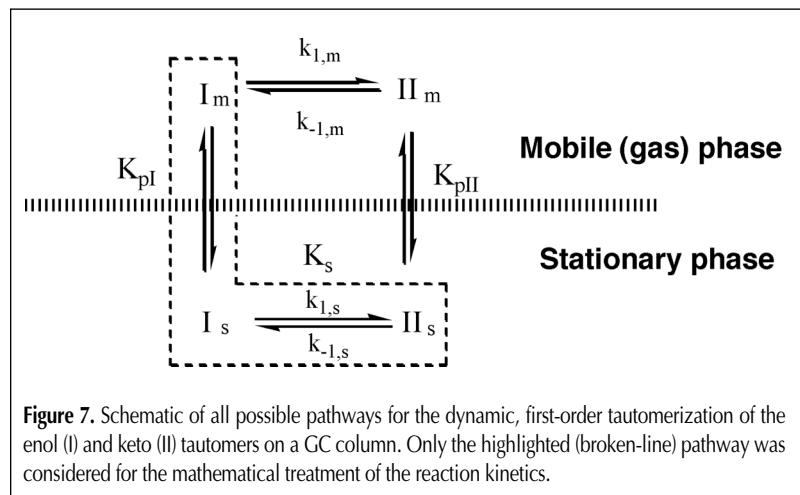 k1,m
Im IIm
k-1,m
Mobile (gas) phase
KpI KpII
Ks
Stationary phase
k1,s
Is IIs
k-1,s
Figure 7. Schematic of all possible pathways for the dynamic, first-order tautomerization of the
enol (I) and keto (II) tautomers on a GC column. Only the highlighted (broken-line) pathway was
considered for the mathematical treatment of the reaction kinetics.